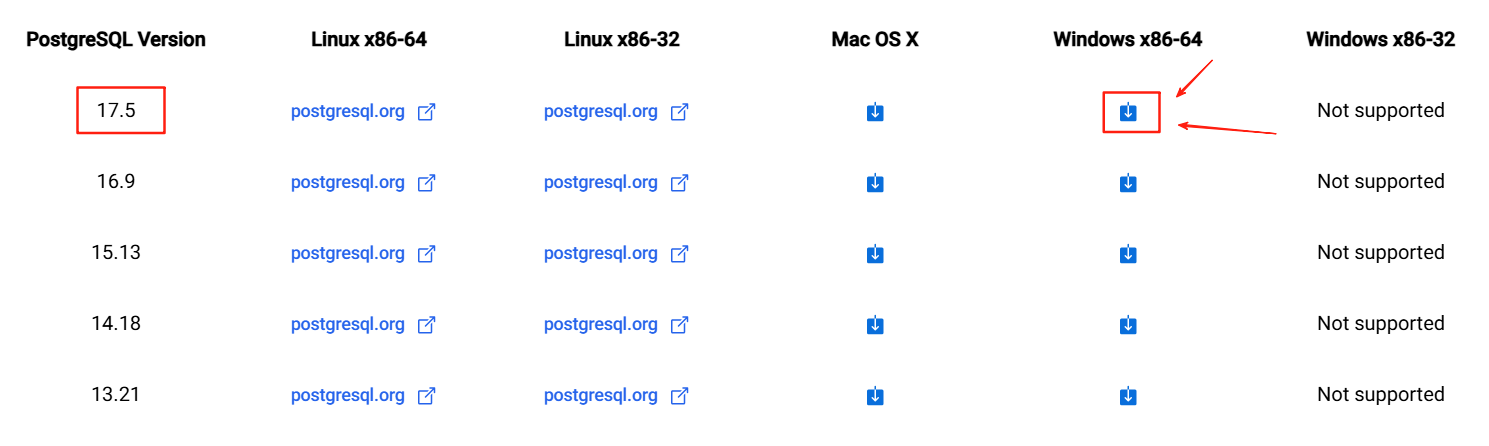 PostgreSQL Version Linux x86-64 Linux x86-32 Mac OS X Windows x86-64 Windows x86-32
17.5 postgresql.org postgresql.org Not supported
16.9 postgresql.org postgresql.org Not supported
15.13 postgresql.org postgresql.org Not supported
14.18 postgresql.org postgresql.org Not supported
13.21 postgresql.org postgresql.org Not supported